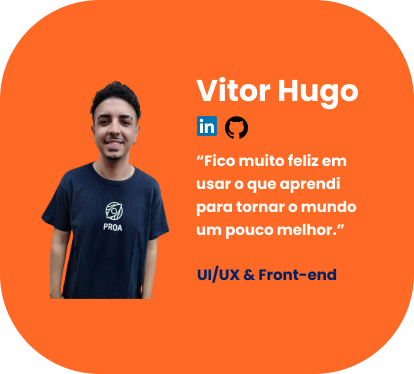 Vitor Hugo
in
“Fico muito feliz em
usar o que aprendi
para tornar o mundo
um pouco melhor.”
PROA
UI/UX & Front-end